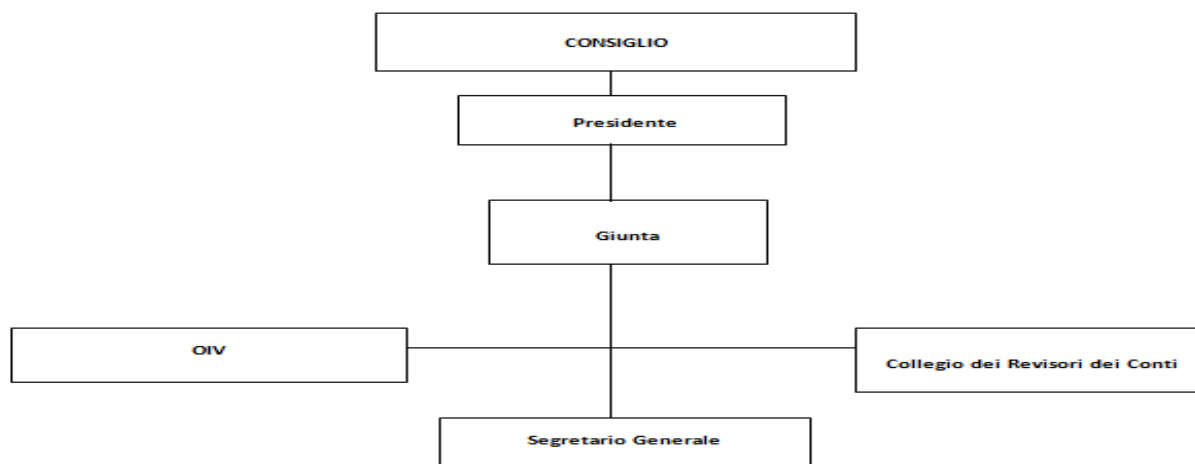 CONSIGLIO
Presidente
Giunta
OIV
Collegio dei Revisori dei Conti
Segretario Generale